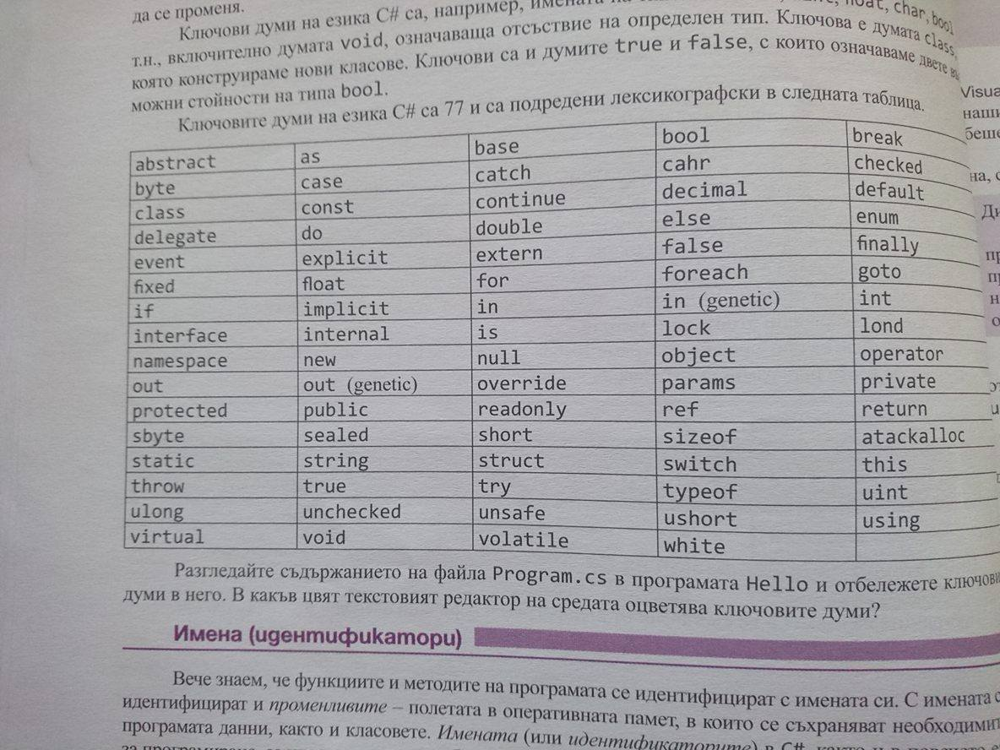 да се променя.
Ключови думи на езика C# са, например, имената на float, char, bool
т.н., включително думата void, означаваща отсъствие на определен тип. Ключова е думата class,
която конструираме нови класове. Ключови са и думите true и false, с които означаваме двете
можни стойности на типа bool.
Ключовите думи на езика C# са 77 и са подредени лексикографски в следната таблица.
abstract as base bool break
byte case catch cahr checked
class const continue decimal default
delegate do double else enum
event explicit extern false finally
fixed float for foreach goto
if implicit in in (genetic) int
interface internal is lock lond
namespace new null object operator
out out (genetic) override params private
protected public readonly ref return
sbyte sealed short sizeof atackalloc
static string struct switch this
throw true try typeof uint
ulong unchecked unsafe ushort using
virtual void volatile white
Разгледайте съдържанието на файла Program.cs в програмата Hello и отбележете ключови
думи в него. В какъв цвят текстовият редактор на средата оцветява ключовите думи?
Имена (идентификатори)
Вече знаем, че функциите и методите на програмата се идентифицират с имената си. С имената
идентифицират и променливите – полетата в оперативната памет, в които се съхраняват необходими
програмата данни, както и класовете. Имената (или идентификаторите) в C#, както и в
Visua
наши
беше
на, с